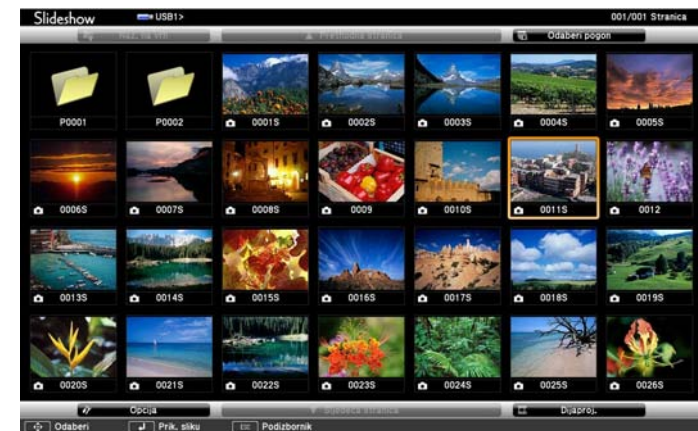 Slideshow USB1> 001/001 Stranica
Naz. na vrh Prethodna stranica Odaberi pogon
P0001 P0002 0001S 0002S 0003S 0004S 0005S
0006S 0007S 0008S 0009 0010S 0011S 0012
0013S 0014S 0015S 0016S 0017S 0018S 0019S
0020S 0021S 0022S 0023S 0024S 0025S 0026S
Opcija Sljedeća stranica Dijaproj.
Odaberi Prik. sliku Esc Podizbornik